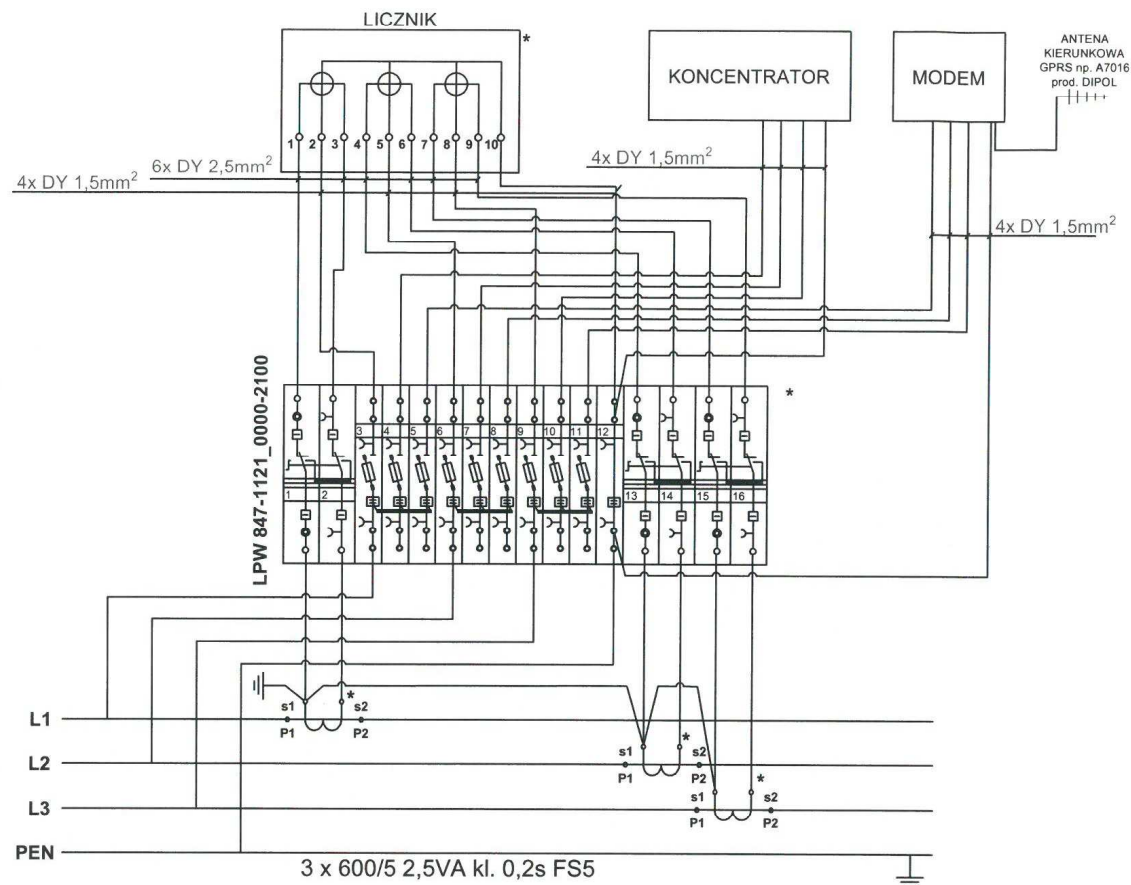 LICZNIK
*
KONCENTRATOR
MODEM
ANTENA
KIERUNKOWA
GPRS np. A7016
prod. DIPOL
1 2 3 4 5 6 7 8 9 10
6x DY 2,5mm²
4x DY 1,5mm²
4x DY 1,5mm²
4x DY 1,5mm²
LPW 847-1121_0000-2100
*
3 4 5 6 7 8 9 10 11 12
1 2 13 14 15 16
*
s1 s2
L1
P1 P2
*
s1 s2
L2
P1 P2
*
s1 s2
L3
P1 P2
PEN
3 x 600/5 2,5VA kl. 0,2s FS5